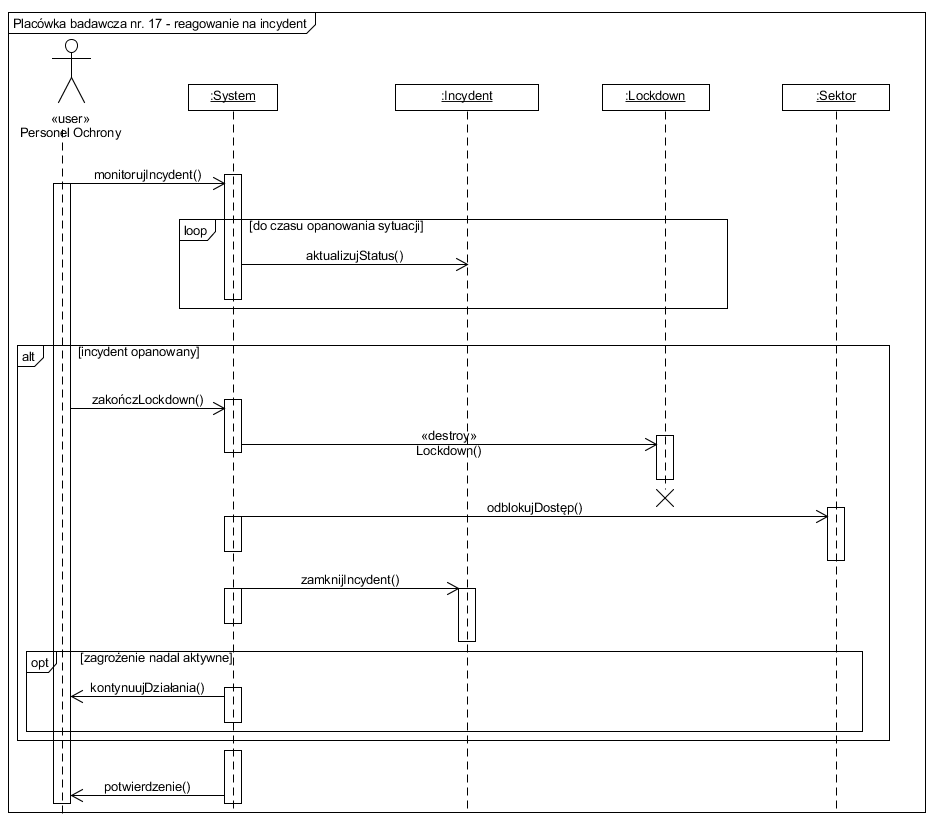 Placówka badawcza nr. 17 - reagowanie na incydent
«user»
Personel Ochrony
:System
:Incydent
:Lockdown
:Sektor
monitorujIncydent()
loop
[do czasu opanowania sytuacji]
aktualizujStatus()
alt
[incydent opanowany]
zakończLockdown()
«destroy»
Lockdown()
odblokujDostęp()
zamknijIncydent()
opt
[zagrożenie nadal aktywne]
kontynuujDziałania()
potwierdzenie()